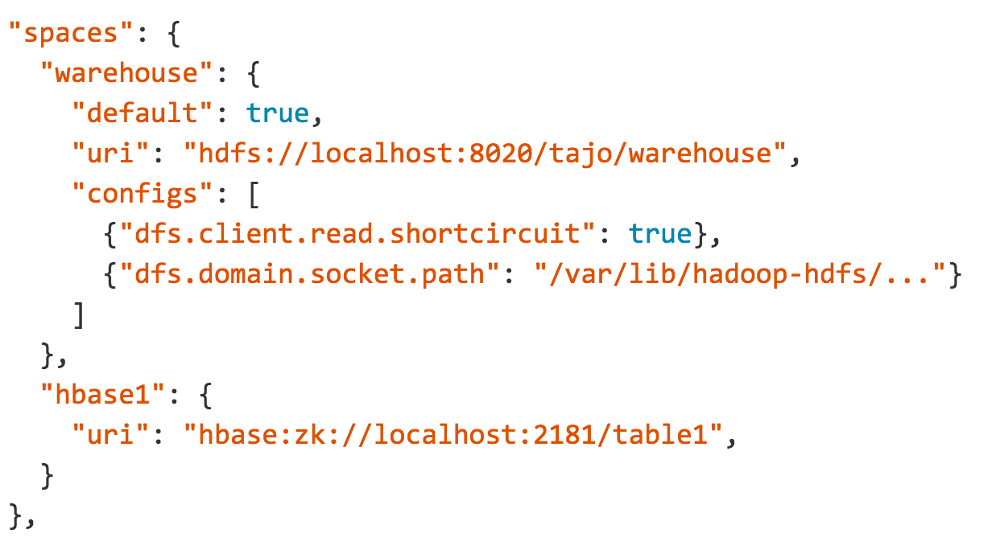 "spaces": {
  "warehouse": {
    "default": true,
    "uri": "hdfs://localhost:8020/tajo/warehouse",
    "configs": [
      {"dfs.client.read.shortcircuit": true},
      {"dfs.domain.socket.path": "/var/lib/hadoop-hdfs/..."}
    ]
  },
  "hbase1": {
    "uri": "hbase:zk://localhost:2181/table1",
  }
},